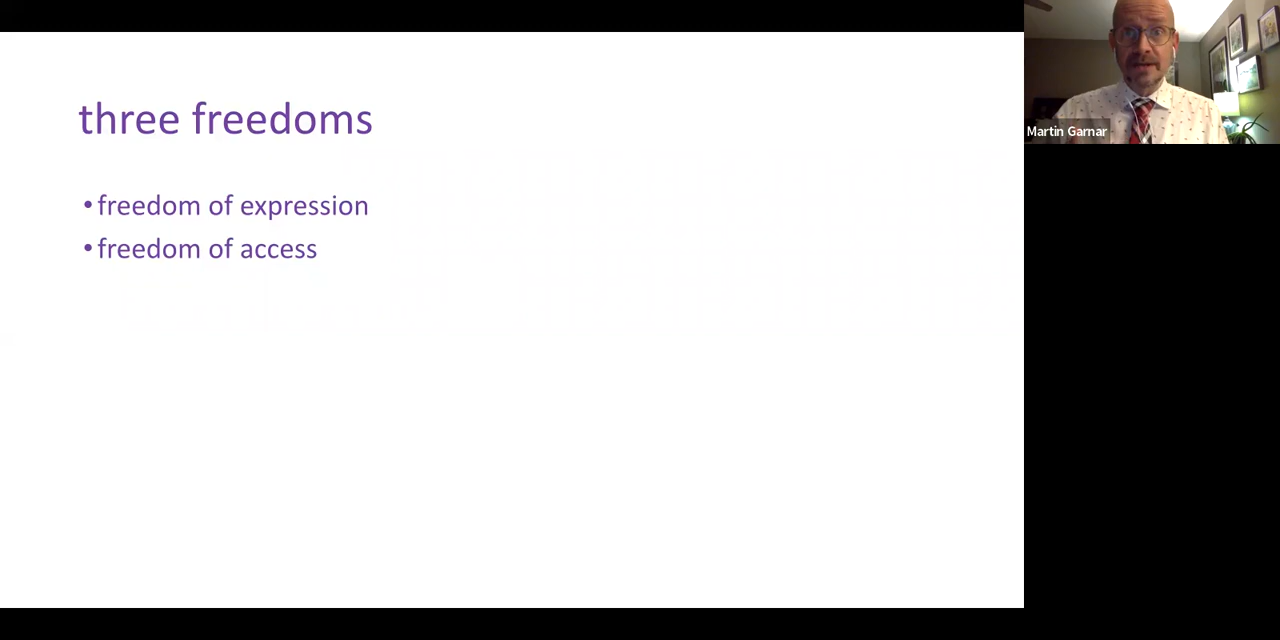 three freedoms
• freedom of expression
• freedom of access
Martin Garnar